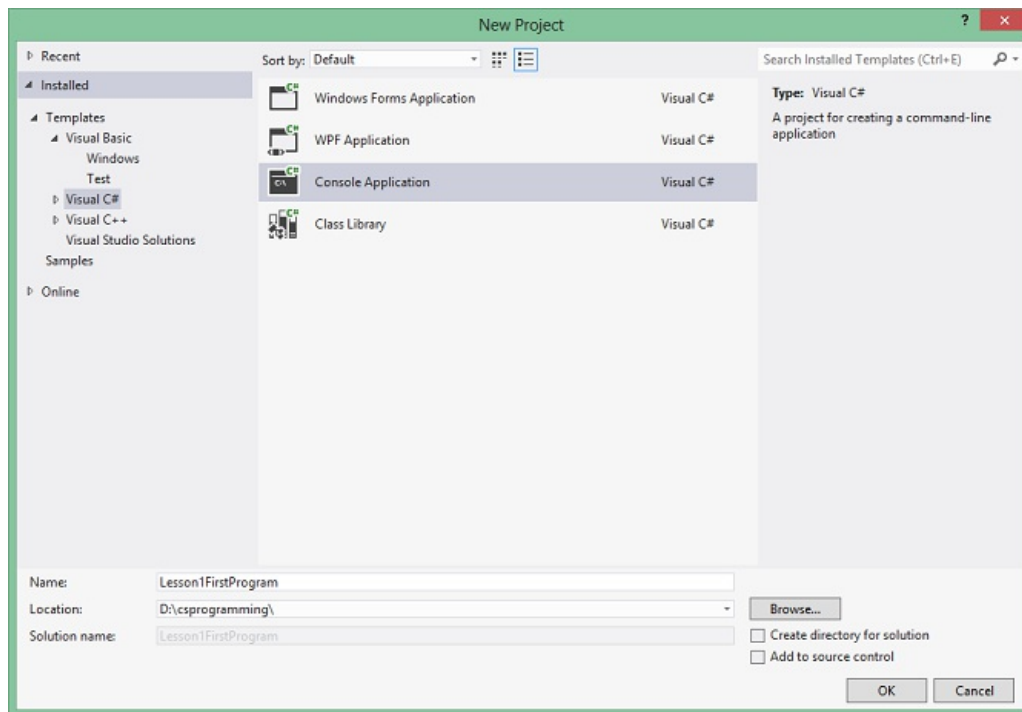 New Project
?
Recent
Installed
Templates
Visual Basic
Windows
Test
Visual C#
Visual C++
Visual Studio Solutions
Samples
Online
Sort by: Default
C# Windows Forms Application Visual C#
C# WPF Application Visual C#
C# C:\ Console Application Visual C#
C# Class Library Visual C#
Search Installed Templates (Ctrl+E)
Type: Visual C#
A project for creating a command-line
application
Name: Lesson1FirstProgram
Location: D:\csprogramming\ Browse...
Solution name: Lesson1FirstProgram
Create directory for solution
Add to source control
OK Cancel